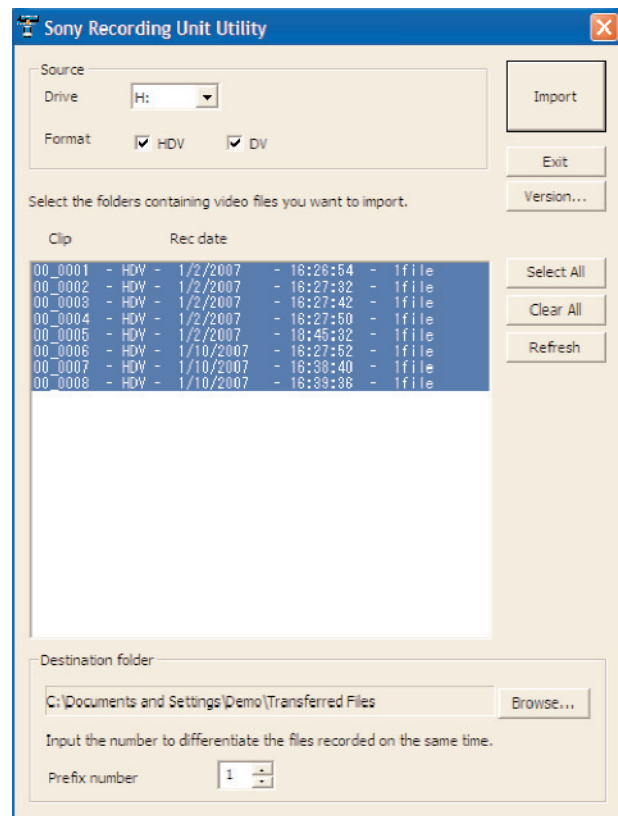 Sony Recording Unit Utility
Source
Drive H:
Import
Format HDV DV
Exit
Select the folders containing video files you want to import.
Version...
Clip Rec date
00_0001 - HDV - 1/2/2007 - 16:26:54 - 1file
00_0002 - HDV - 1/2/2007 - 16:27:32 - 1file
00_0003 - HDV - 1/2/2007 - 16:27:42 - 1file
00_0004 - HDV - 1/2/2007 - 16:27:50 - 1file
00_0005 - HDV - 1/2/2007 - 18:45:32 - 1file
00_0006 - HDV - 1/10/2007 - 16:27:52 - 1file
00_0007 - HDV - 1/10/2007 - 16:38:40 - 1file
00_0008 - HDV - 1/10/2007 - 16:39:36 - 1file
Select All
Clear All
Refresh
Destination folder
C:\Documents and Settings\Demo\Transferred Files
Browse...
Input the number to differentiate the files recorded on the same time.
Prefix number 1